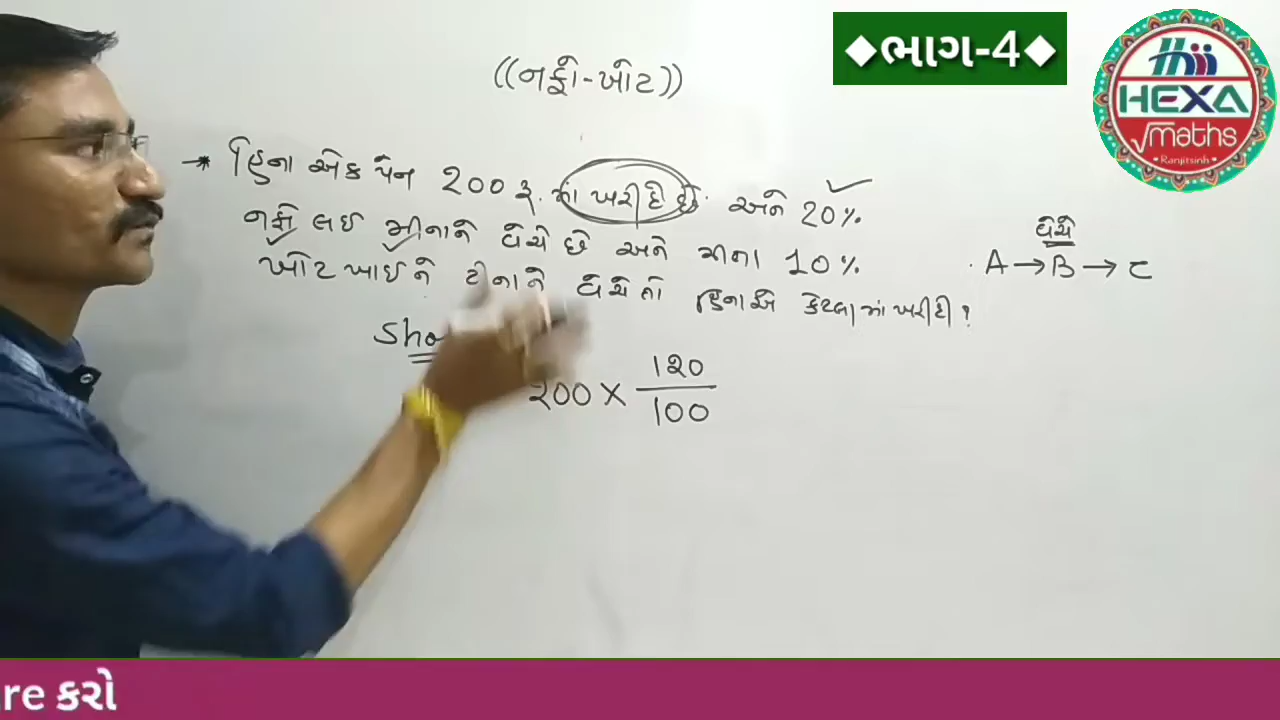 ◆ભાગ-4◆
HEXA
√maths
•Ranjitsinh•
((નફો-ખોટ))
→* હિના એક પેન 200 રૂ. માં ખરીદે છે. અને 20%
નફો લઈ મીનાને વેચે છે અને મીના 10%
ખોટ ખાઈને ટીનાને વેચે તો
કેટલામાં ખરીદી?
વેચે
A → B → C
Sho
200 × 120/100
re કરો